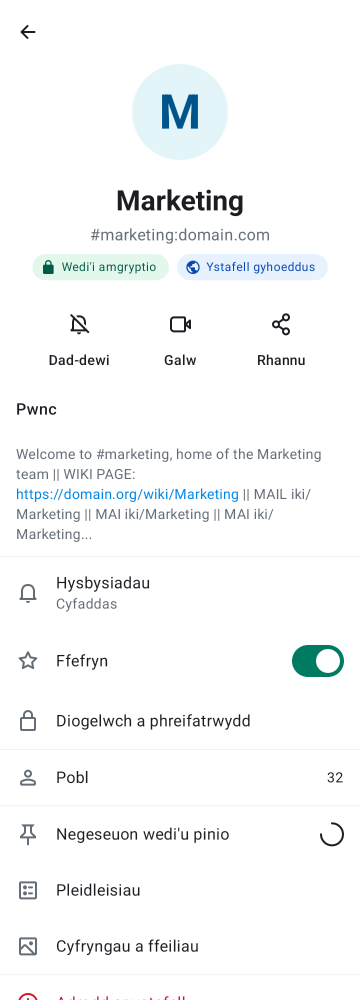 M
Marketing
#marketing:domain.com
Wedi'i amgryptio
Ystafell gyhoeddus
Dad-dewi
Galw
Rhannu
Pwnc
Welcome to #marketing, home of the Marketing
team || WIKI PAGE:
https://domain.org/wiki/Marketing || MAIL iki/
Marketing || MAI iki/Marketing || MAI iki/
Marketing...
Hysbysiadau
Cyfaddas
Ffefryn
Diogelwch a phreifatrwydd
Pobl
32
Negeseuon wedi'u pinio
Pleidleisiau
Cyfryngau a ffeiliau